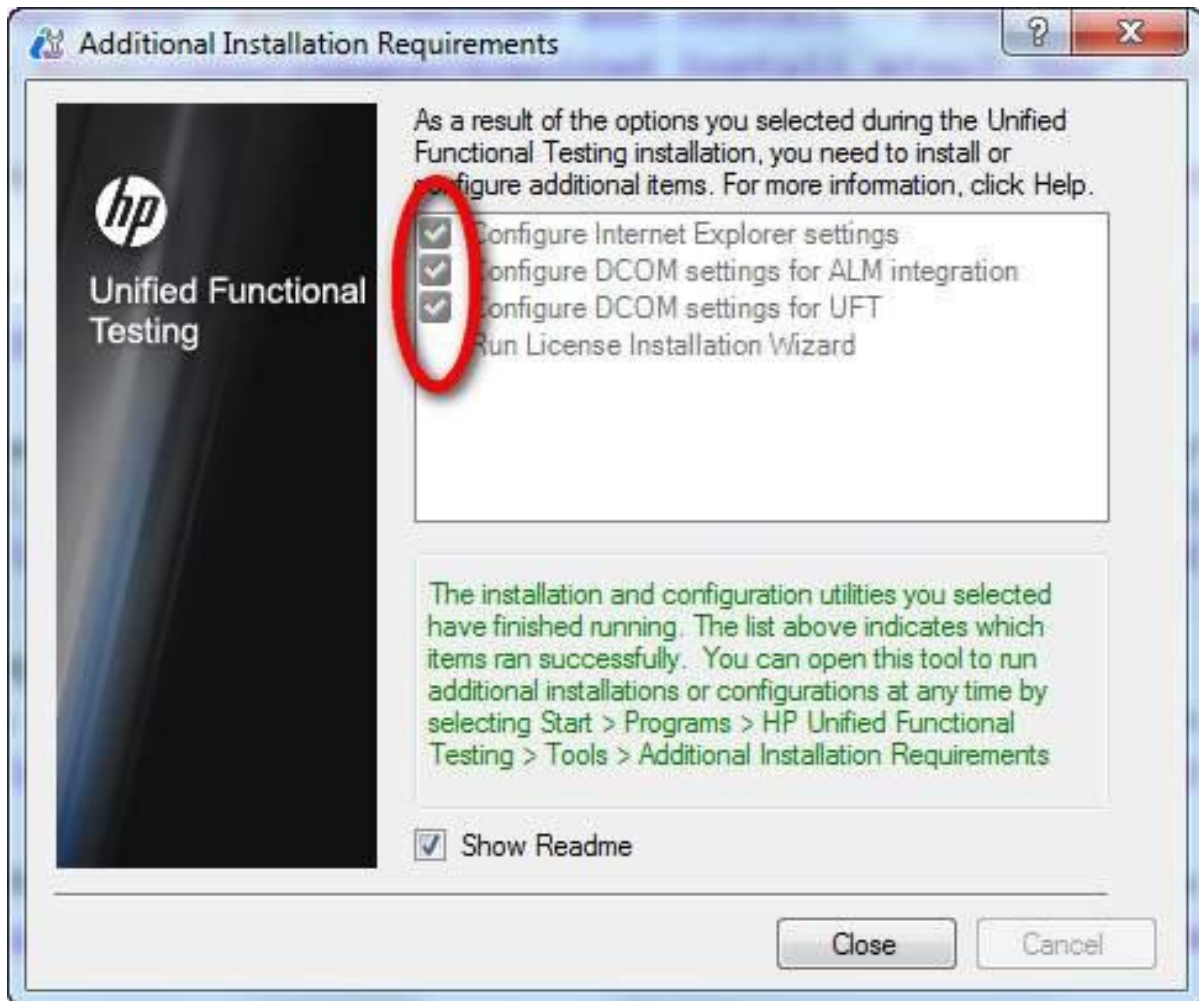 Additional Installation Requirements
hp
Unified Functional
Testing
As a result of the options you selected during the Unified
Functional Testing installation, you need to install or
configure additional items. For more information, click Help.
Configure Internet Explorer settings
Configure DCOM settings for ALM integration
Configure DCOM settings for UFT
Run License Installation Wizard
The installation and configuration utilities you selected
have finished running. The list above indicates which
items ran successfully. You can open this tool to run
additional installations or configurations at any time by
selecting Start > Programs > HP Unified Functional
Testing > Tools > Additional Installation Requirements
Show Readme
Close
Cancel